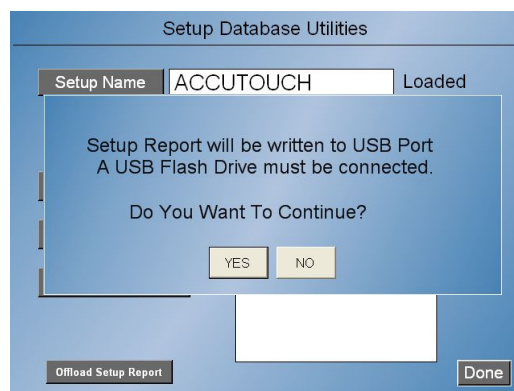 Setup Database Utilities
Setup Name ACCUTOUCH Loaded
Setup Report will be written to USB Port
A USB Flash Drive must be connected.
Do You Want To Continue?
YES NO
Offload Setup Report Done